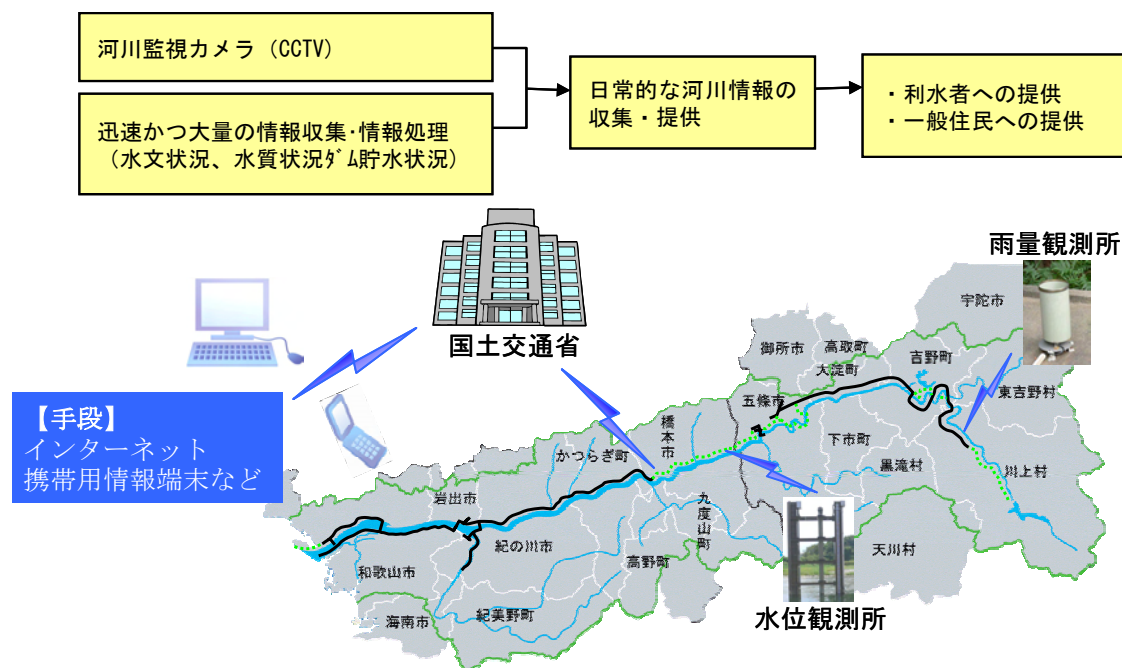 河川監視カメラ（CCTV）
迅速かつ大量の情報収集･情報処理
（水文状況、水質状況ﾀﾞﾑ貯水状況）
日常的な河川情報の
収集・提供
・利水者への提供
・一般住民への提供
雨量観測所
国土交通省
【手段】
インターネット
携帯用情報端末など
宇陀市
御所市
高取町
大淀町
吉野町
東吉野村
五條市
橋本市
下市町
黒滝村
川上村
かつらぎ町
岩出市
九度山町
紀の川市
高野町
天川村
和歌山市
紀美野町
海南市
水位観測所